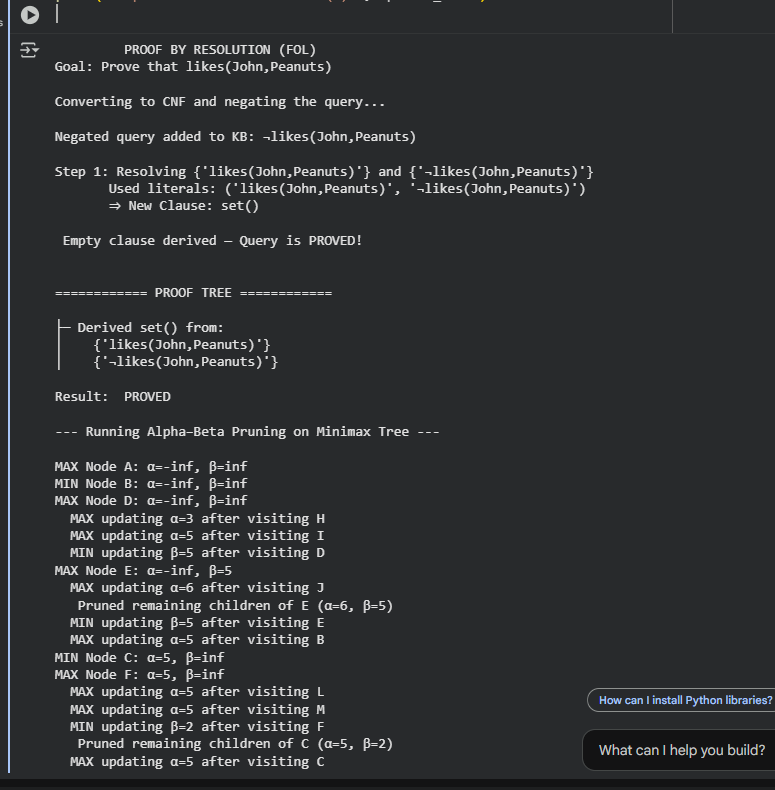 PROOF BY RESOLUTION (FOL)
Goal: Prove that likes(John,Peanuts)
Converting to CNF and negating the query...
Negated query added to KB: ¬likes(John,Peanuts)
Step 1: Resolving {'likes(John,Peanuts)'} and {'¬likes(John,Peanuts)'}
Used literals: ('likes(John,Peanuts)', '¬likes(John,Peanuts)')
⇒ New Clause: set()
Empty clause derived — Query is PROVED!
============ PROOF TREE ============
├─ Derived set() from:
│   {'likes(John,Peanuts)'}
│   {'¬likes(John,Peanuts)'}
Result:  PROVED
--- Running Alpha–Beta Pruning on Minimax Tree ---
MAX Node A: α=-inf, β=inf
MIN Node B: α=-inf, β=inf
MAX Node D: α=-inf, β=inf
MAX updating α=3 after visiting H
MAX updating α=5 after visiting I
MIN updating β=5 after visiting D
MAX Node E: α=-inf, β=5
MAX updating α=6 after visiting J
Pruned remaining children of E (α=6, β=5)
MIN updating β=5 after visiting E
MAX updating α=5 after visiting B
MIN Node C: α=5, β=inf
MAX Node F: α=5, β=inf
MAX updating α=5 after visiting L
MAX updating α=5 after visiting M
MIN updating β=2 after visiting F
Pruned remaining children of C (α=5, β=2)
MAX updating α=5 after visiting C
How can I install Python libraries?
What can I help you build?